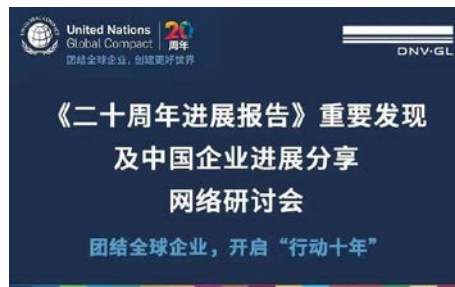 United Nations
Global Compact
20
周年
团结全球企业，创建更好世界
DNV·GL
《二十周年进展报告》重要发现
及中国企业进展分享
网络研讨会
团结全球企业，开启“行动十年”